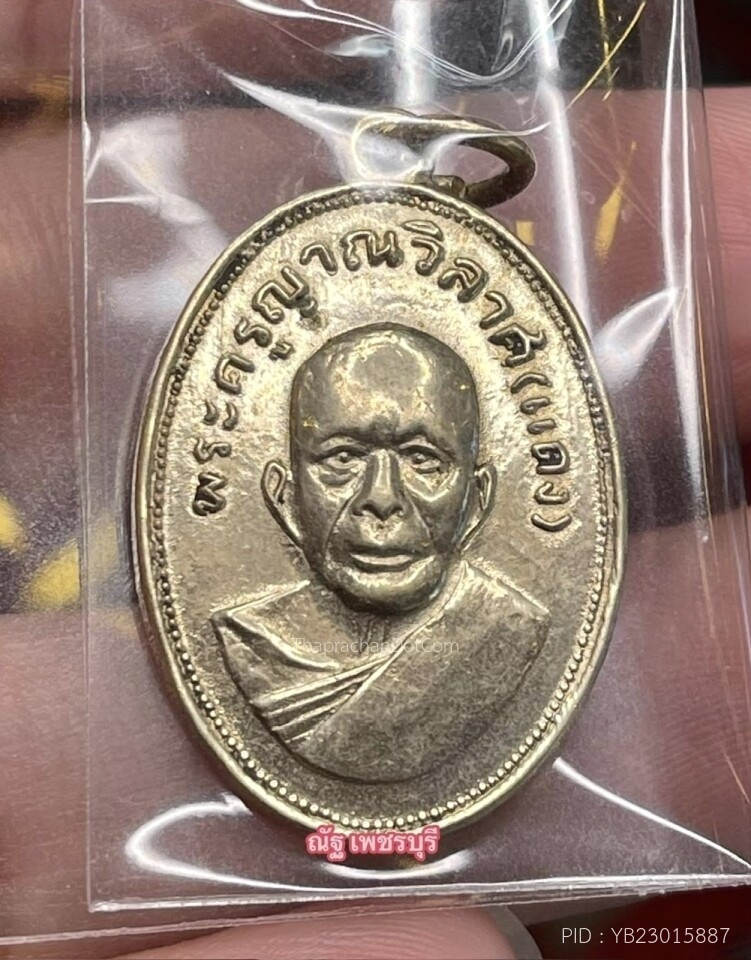 พระครูญาณวิลาศ(แดง)
ThaprachanDotCom
ณัฐ เพชรบุรี
PID : YB23015887